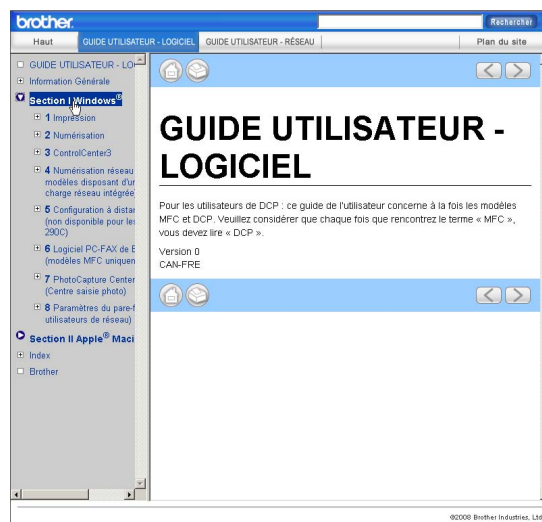 brother.
Rechercher
Haut
GUIDE UTILISATEUR - LOGICIEL
GUIDE UTILISATEUR - RÉSEAU
Plan du site
GUIDE UTILISATEUR - LO
Information Générale
Section I Windows®
1 Impression
2 Numérisation
3 ControlCenter3
4 Numérisation réseau
modèles disposant d'un
charge réseau intégrée
5 Configuration à distan
(non disponible pour les
290C)
6 Logiciel PC-FAX de B
(modèles MFC uniquen
7 PhotoCapture Center
(Centre saisie photo)
8 Paramètres du pare-f
utilisateurs de réseau)
Section II Apple® Maci
Index
Brother
GUIDE UTILISATEUR -
LOGICIEL
Pour les utilisateurs de DCP : ce guide de l'utilisateur concerne à la fois les modèles
MFC et DCP. Veuillez considérer que chaque fois que rencontrez le terme « MFC »,
vous devez lire « DCP ».
Version 0
CAN-FRE
©2008 Brother Industries, Ltd